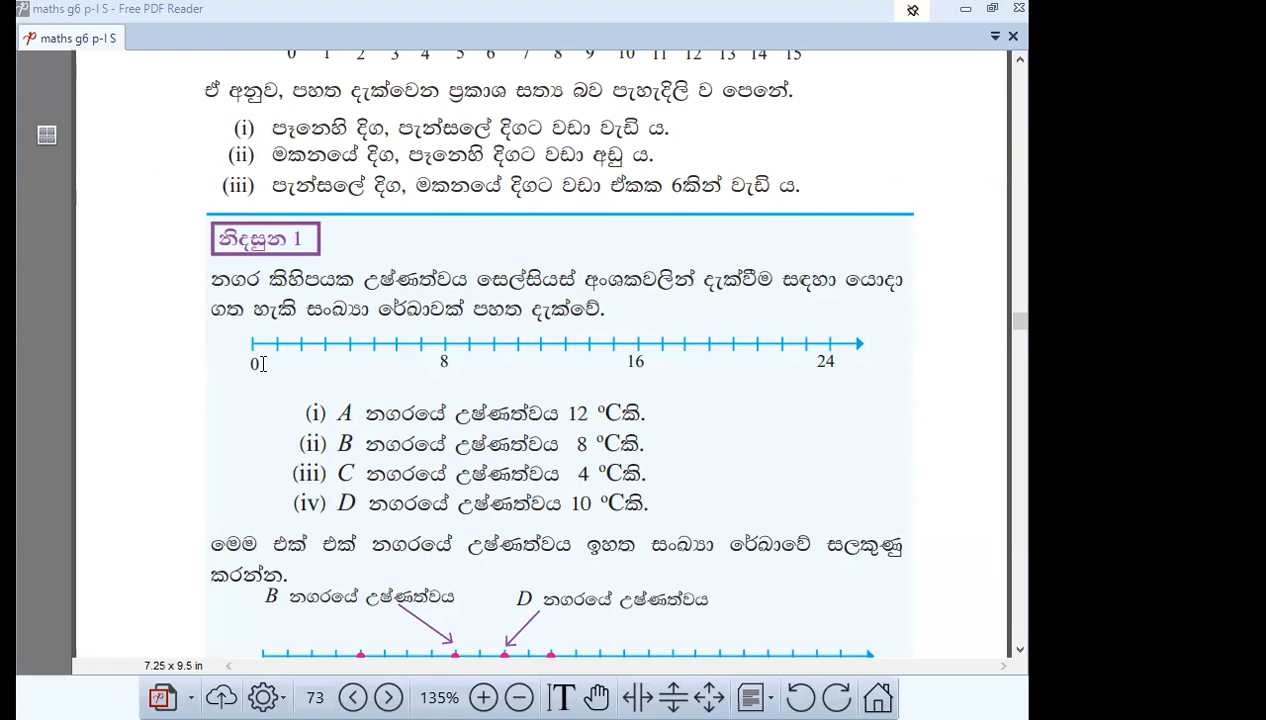 maths g6 p-I S - Free PDF Reader
maths g6 p-I S
0 1 2 3 4 5 6 7 8 9 10 11 12 13 14 15
ඒ අනුව, පහත දැක්වෙන ප්‍රකාශ සත්‍ය බව පැහැදිලි ව පෙනේ.
(i) පෑනෙහි දිග, පැන්සලේ දිගට වඩා වැඩි ය.
(ii) මකනයේ දිග, පෑනෙහි දිගට වඩා අඩු ය.
(iii) පැන්සලේ දිග, මකනයේ දිගට වඩා ඒකක 6කින් වැඩි ය.
නිදසුන 1
නගර කිහිපයක උෂ්ණත්වය සෙල්සියස් අංශකවලින් දැක්වීම සඳහා යොදා
ගත හැකි සංඛ්‍යා රේඛාවක් පහත දැක්වේ.
0 8 16 24
(i) A නගරයේ උෂ්ණත්වය 12 °Cකි.
(ii) B නගරයේ උෂ්ණත්වය 8 °Cකි.
(iii) C නගරයේ උෂ්ණත්වය 4 °Cකි.
(iv) D නගරයේ උෂ්ණත්වය 10 °Cකි.
මෙම එක් එක් නගරයේ උෂ්ණත්වය ඉහත සංඛ්‍යා රේඛාවේ සලකුණු
කරන්න.
B නගරයේ උෂ්ණත්වය D නගරයේ උෂ්ණත්වය
7.25 x 9.5 in
73 135%